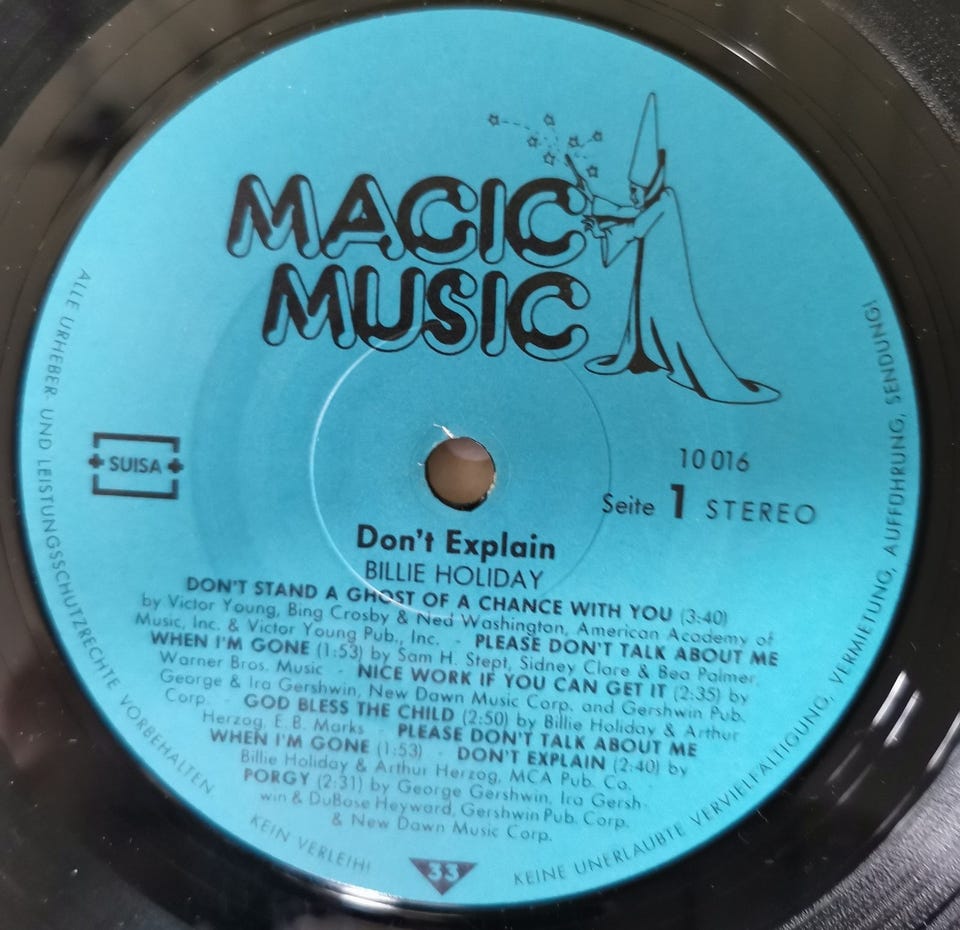 MAGIC
MUSIC
SUISA
10 016
Seite 1 STEREO
Don't Explain
BILLIE HOLIDAY
DON'T STAND A GHOST OF A CHANCE WITH YOU (3:40)
by Victor Young, Bing Crosby & Ned Washington, American Academy of
Music, Inc. & Victor Young Pub., Inc. - PLEASE DON'T TALK ABOUT ME
WHEN I'M GONE (1:53) by Sam H. Stept, Sidney Clare & Bea Palmer,
Warner Bros. Music - NICE WORK IF YOU CAN GET IT (2:35) by
George & Ira Gershwin, New Dawn Music Corp. and Gershwin Pub.
Corp. - GOD BLESS THE CHILD (2:50) by Billie Holiday & Arthur
Herzog, E.B. Marks - PLEASE DON'T TALK ABOUT ME
WHEN I'M GONE (1:53) - DON'T EXPLAIN (2:40) by
Billie Holiday & Arthur Herzog, MCA Pub. Co.
PORGY (2:31) by George Gershwin, Ira Gersh-
win & DuBose Heyward, Gershwin Pub. Corp.
& New Dawn Music Corp.
33
ALLE URHEBER- UND LEISTUNGSSCHUTZRECHTE VORBEHALTEN
KEIN VERLEIH!
KEINE UNERLAUBTE VERVIELFÄLTIGUNG, VERMIETUNG, AUFFÜHRUNG, SENDUNG!